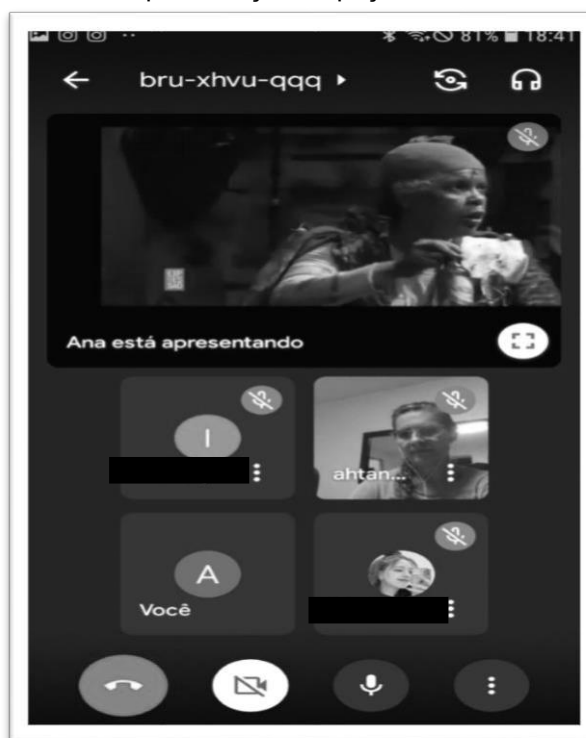 81% 18:41
bru-xhvu-qqq
Ana está apresentando
I
ahtan...
A
Você